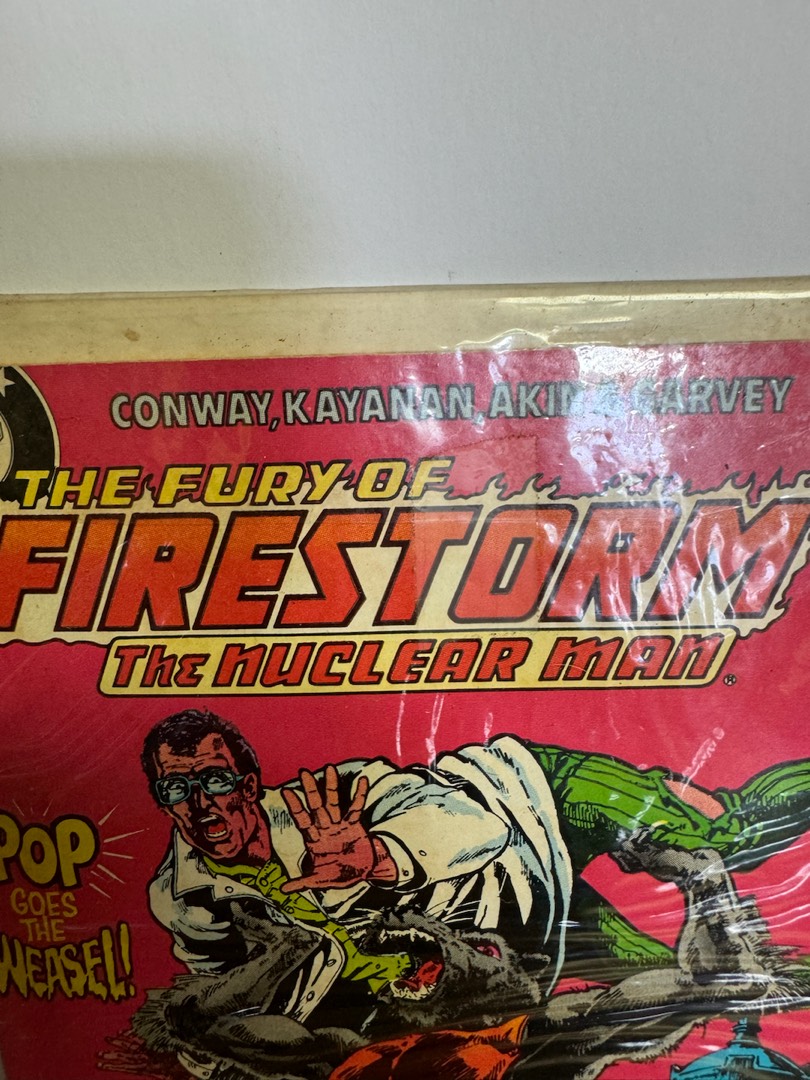 CONWAY, KAYANAN, AKIN & GARVEY
THE FURY OF
FIRESTORM
THE NUCLEAR MAN®
POP
GOES
THE
WEASEL!